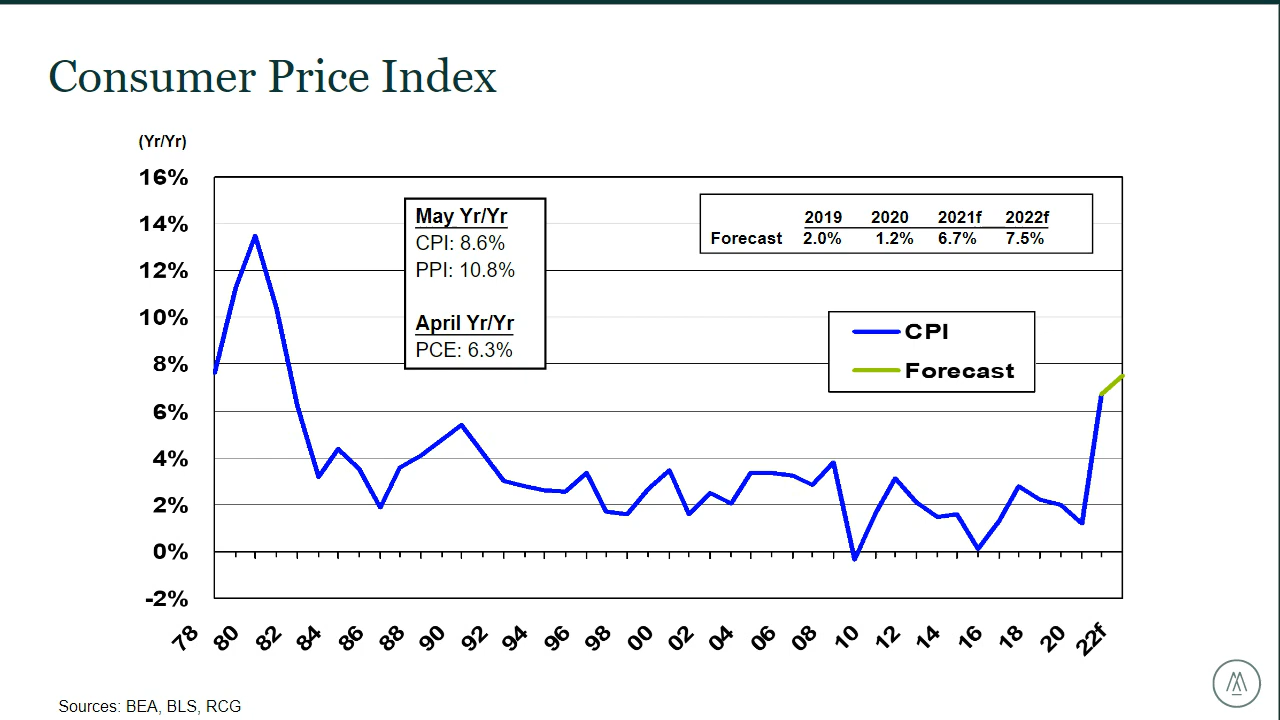 Consumer Price Index
(Yr/Yr)
16%
14%
12%
10%
8%
6%
4%
2%
0%
-2%
May Yr/Yr
CPI: 8.6%
PPI: 10.8%
April Yr/Yr
PCE: 6.3%
2019 2020 2021f 2022f
Forecast 2.0% 1.2% 6.7% 7.5%
CPI
Forecast
78 80 82 84 86 88 90 92 94 96 98 00 02 04 06 08 10 12 14 16 18 20 22f
Sources: BEA, BLS, RCG